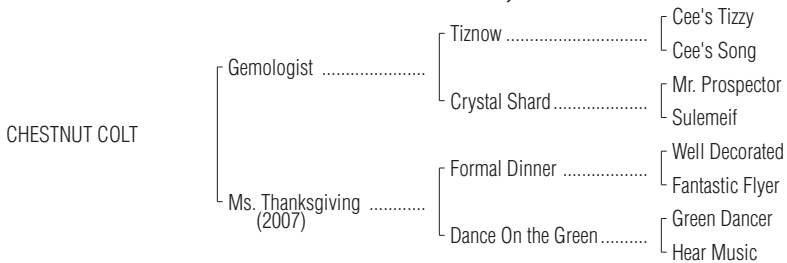 Cee's Tizzy
Tiznow ..............................
Cee's Song
Gemologist ......................
Mr. Prospector
Crystal Shard ....................
Sulemeif
CHESTNUT COLT
Well Decorated
Formal Dinner ..................
Fantastic Flyer
Ms. Thanksgiving ............
(2007)
Green Dancer
Dance On the Green ..........
Hear Music